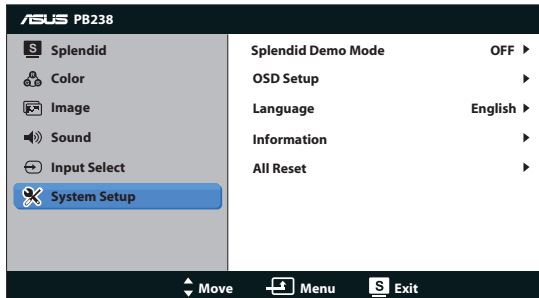 ASUS PB238
S Splendid
Color
Image
Sound
Input Select
System Setup
Splendid Demo Mode OFF
OSD Setup
Language English
Information
All Reset
Move Menu S Exit